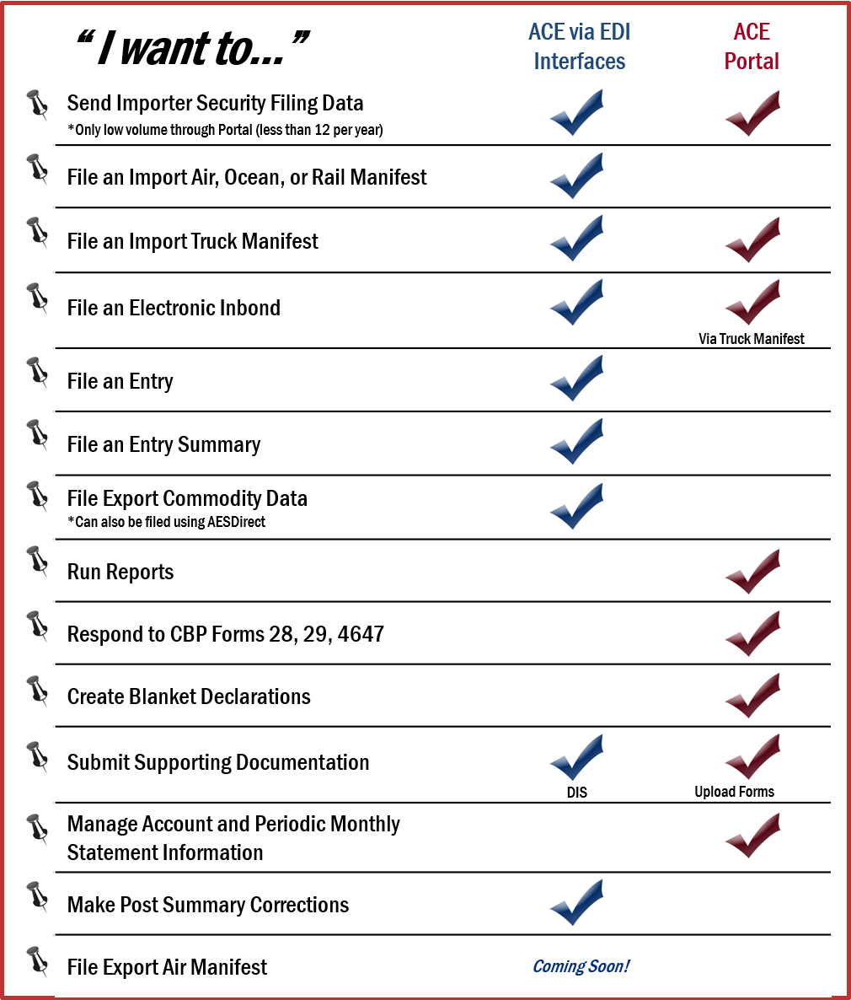 “ I want to... ”
ACE via EDI
Interfaces
ACE
Portal
Send Importer Security Filing Data
*Only low volume through Portal (less than 12 per year)
File an Import Air, Ocean, or Rail Manifest
File an Import Truck Manifest
File an Electronic Inbond
Via Truck Manifest
File an Entry
File an Entry Summary
File Export Commodity Data
*Can also be filed using AESDirect
Run Reports
Respond to CBP Forms 28, 29, 4647
Create Blanket Declarations
Submit Supporting Documentation
DIS
Upload Forms
Manage Account and Periodic Monthly
Statement Information
Make Post Summary Corrections
File Export Air Manifest
Coming Soon!